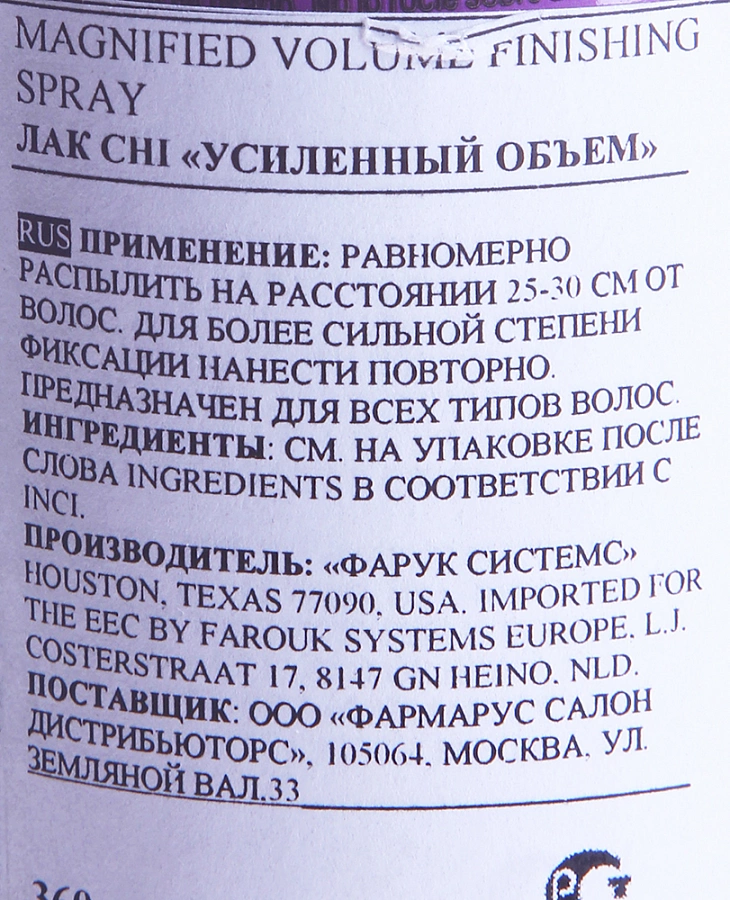 MAGNIFIED VOLUME FINISHING
SPRAY
ЛАК CHI «УСИЛЕННЫЙ ОБЪЕМ»
RUS ПРИМЕНЕНИЕ: РАВНОМЕРНО
РАСПЫЛИТЬ НА РАССТОЯНИИ 25-30 СМ ОТ
ВОЛОС. ДЛЯ БОЛЕЕ СИЛЬНОЙ СТЕПЕНИ
ФИКСАЦИИ НАНЕСТИ ПОВТОРНО.
ПРЕДНАЗНАЧЕН ДЛЯ ВСЕХ ТИПОВ ВОЛОС.
ИНГРЕДИЕНТЫ: СМ. НА УПАКОВКЕ ПОСЛЕ
СЛОВА INGREDIENTS В СООТВЕТСТВИИ С
INCI.
ПРОИЗВОДИТЕЛЬ: «ФАРУК СИСТЕМС»
HOUSTON, TEXAS 77090, USA. IMPORTED FOR
THE EEC BY FAROUK SYSTEMS EUROPE. L.J.
COSTERSTRAAT 17, 8147 GN HEINO. NLD.
ПОСТАВЩИК: ООО «ФАРМАРУС САЛОН
ДИСТРИБЬЮТОРС», 105064, МОСКВА, УЛ.
ЗЕМЛЯНОЙ ВАЛ.33